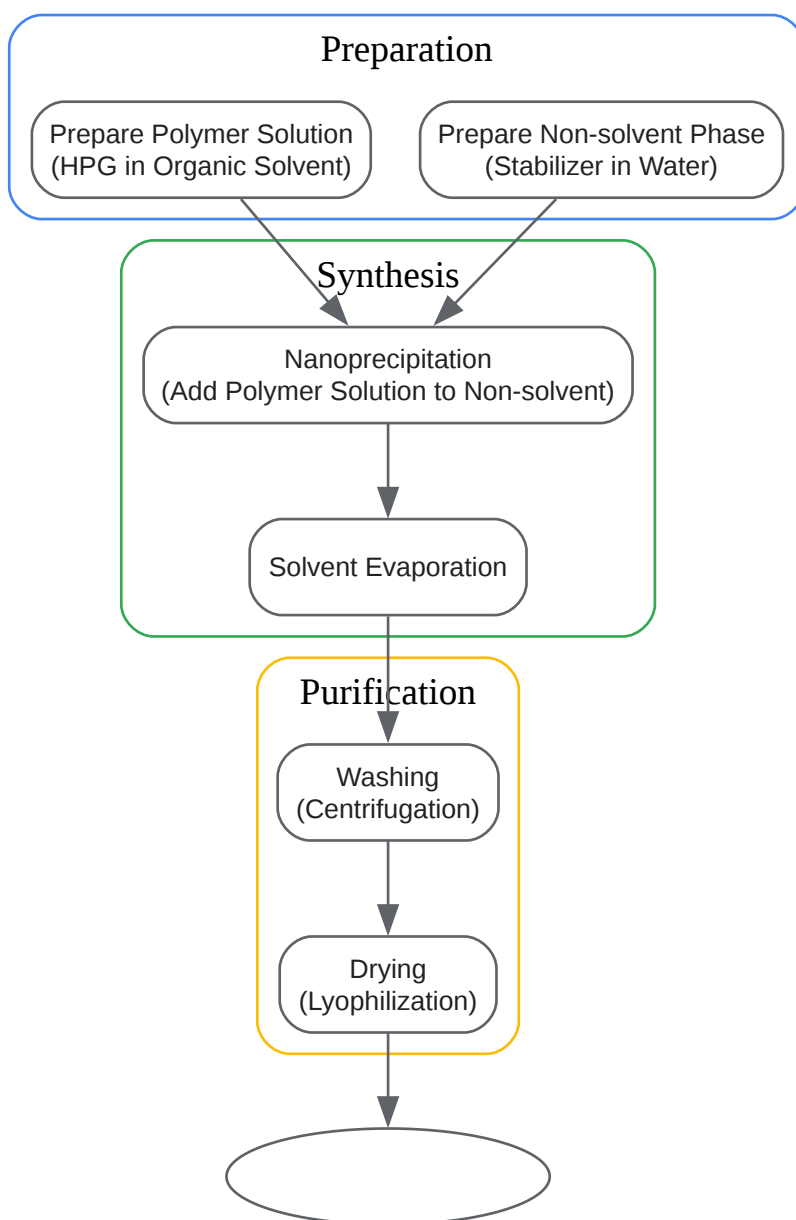 Preparation
Prepare Polymer Solution
(HPG in Organic Solvent)
Prepare Non-solvent Phase
(Stabilizer in Water)
Synthesis
Nanoprecipitation
(Add Polymer Solution to Non-solvent)
Solvent Evaporation
Purification
Washing
(Centrifugation)
Drying
(Lyophilization)